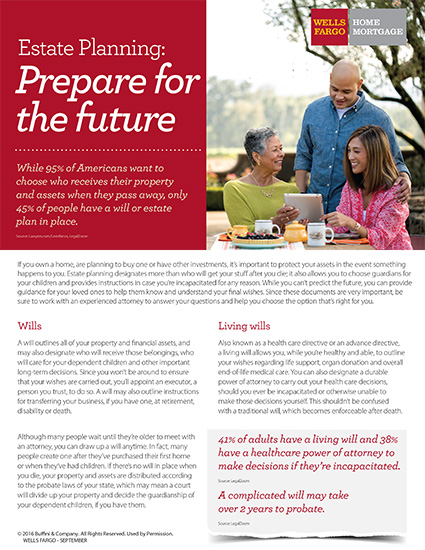 WELLS
FARGO
HOME
MORTGAGE
Estate Planning:
Prepare for
the future
While 95% of Americans want to
choose who receives their property
and assets when they pass away, only
45% of people have a will or estate
plan in place.
Source: Lawyers.com/LexisNexis, LegalZoom
If you own a home, are planning to buy one or have other investments, it's important to protect your assets in the event something
happens to you. Estate planning designates more than who will get your stuff after you die; it also allows you to choose guardians for
your children and provides instructions in case you're incapacitated for any reason. While you can't predict the future, you can provide
guidance for your loved ones to help them know and understand your final wishes. Since these documents are very important, be
sure to work with an experienced attorney to answer your questions and help you choose the option that's right for you.
Wills
A will outlines all of your property and financial assets, and
may also designate who will receive those belongings, who
will care for your dependent children and other important
long-term decisions. Since you won't be around to ensure
that your wishes are carried out, you'll appoint an executor, a
person you trust, to do so. A will may also outline instructions
for transferring your business, if you have one, at retirement,
disability or death.
Although many people wait until they're older to meet with
an attorney, you can draw up a will anytime. In fact, many
people create one after they've purchased their first home
or when they've had children. If there's no will in place when
you die, your property and assets are distributed according
to the probate laws of your state, which may mean a court
will divide up your property and decide the guardianship of
your dependent children, if you have them.
Living wills
Also known as a health care directive or an advance directive,
a living will allows you, while you're healthy and able, to outline
your wishes regarding life support, organ donation and overall
end-of-life medical care. You can also designate a durable
power of attorney to carry out your health care decisions,
should you ever be incapacitated or otherwise unable to
make those decisions yourself. This shouldn't be confused
with a traditional will, which becomes enforceable after death.
41% of adults have a living will and 38%
have a healthcare power of attorney to
make decisions if they're incapacitated.
Source: LegalZoom
A complicated will may take
over 2 years to probate.
Source: LegalZoom
© 2016 Buffini & Company. All Rights Reserved. Used by Permission.
WELLS FARGO - SEPTEMBER